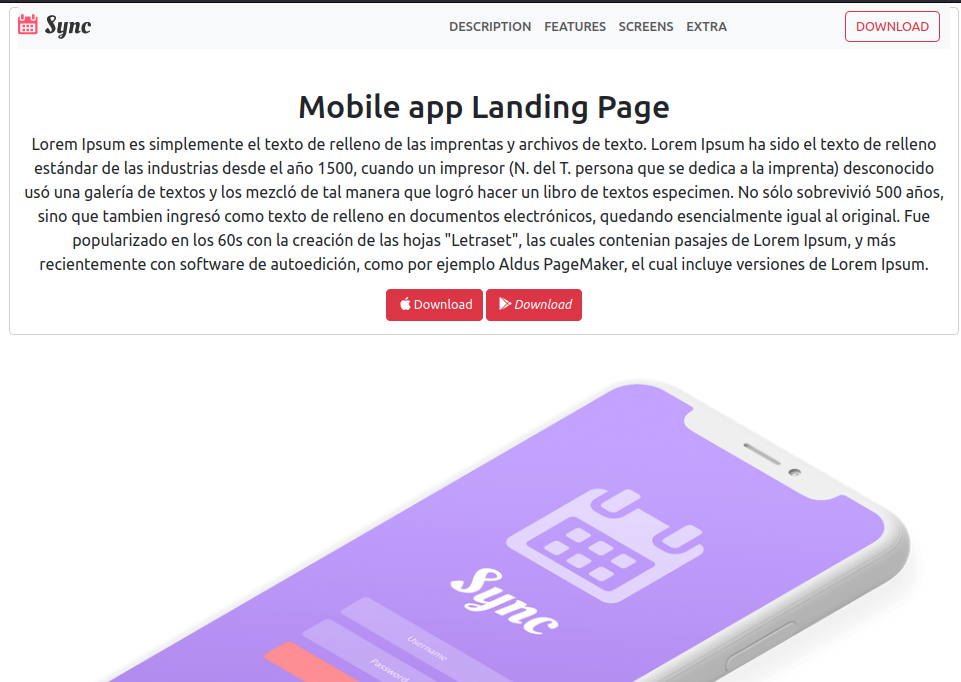 Sync
DESCRIPTION FEATURES SCREENS EXTRA DOWNLOAD
Mobile app Landing Page
Lorem Ipsum es simplemente el texto de relleno de las imprentas y archivos de texto. Lorem Ipsum ha sido el texto de relleno
estándar de las industrias desde el año 1500, cuando un impresor (N. del T. persona que se dedica a la imprenta) desconocido
usó una galería de textos y los mezcló de tal manera que logró hacer un libro de textos especimen. No sólo sobrevivió 500 años,
sino que tambien ingresó como texto de relleno en documentos electrónicos, quedando esencialmente igual al original. Fue
popularizado en los 60s con la creación de las hojas "Letraset", las cuales contenian pasajes de Lorem Ipsum, y más
recientemente con software de autoedición, como por ejemplo Aldus PageMaker, el cual incluye versiones de Lorem Ipsum.
Download Download
Sync
Username
Password